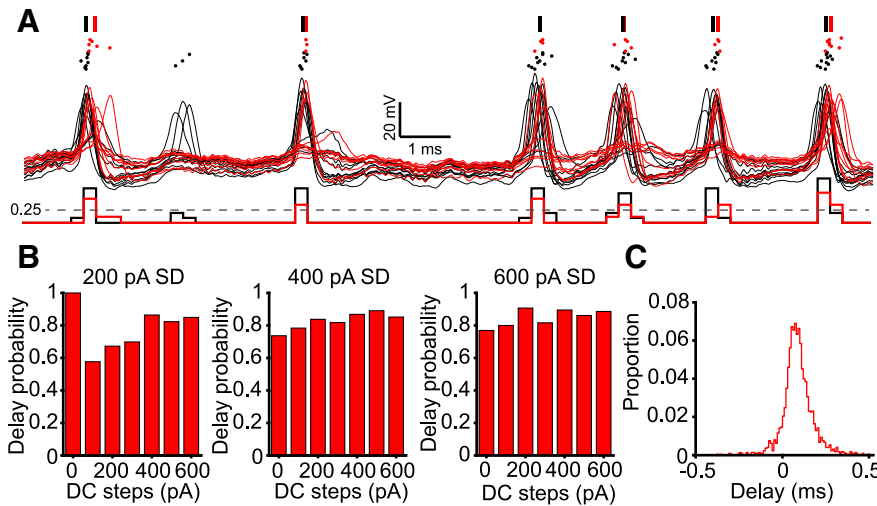 A
20 mV
1 ms
0.25
B
C
200 pA SD
400 pA SD
600 pA SD
Delay probability
1
0.8
0.6
0.4
0.2
0
0 200 400 600
DC steps (pA)
Delay probability
1
0.8
0.6
0.4
0.2
0
0 200 400 600
DC steps (pA)
Delay probability
1
0.8
0.6
0.4
0.2
0
0 200 400 600
DC steps (pA)
Proportion
0.08
0.06
0.04
0.02
0
-0.5 0 0.5
Delay (ms)